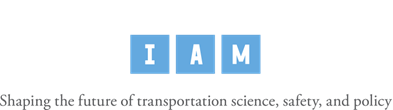 I A M
Shaping the future of transportation science, safety, and policy